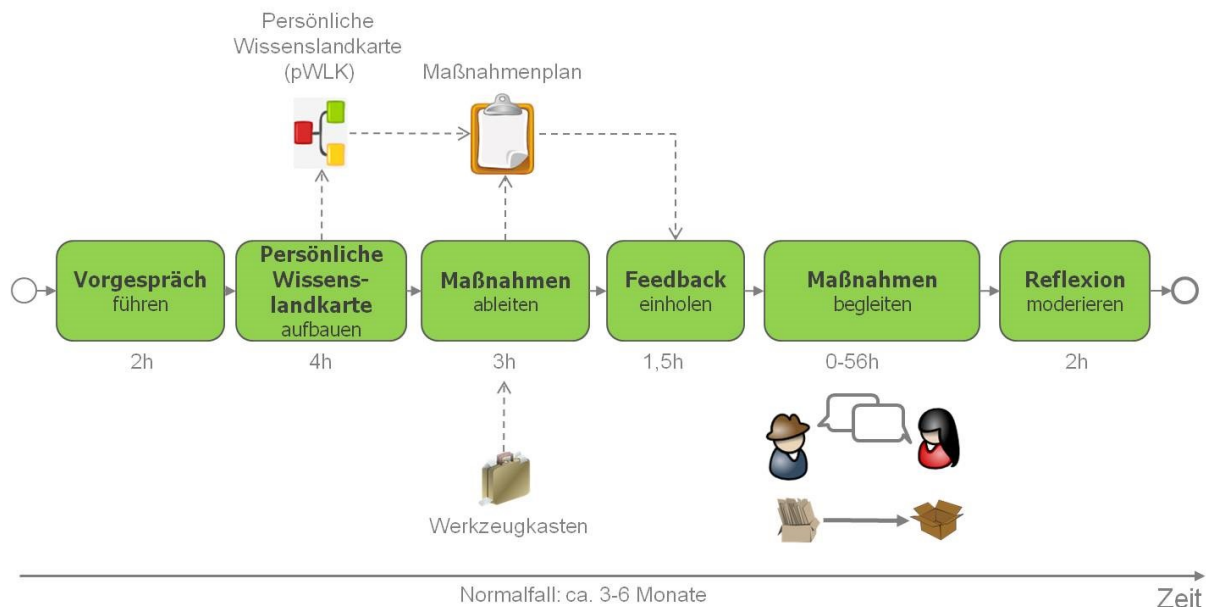 Persönliche
Wissenslandkarte
(pWLK)
Maßnahmenplan
Vorgespräch
führen
Persönliche
Wissens-
landkarte
aufbauen
Maßnahmen
ableiten
Feedback
einholen
Maßnahmen
begleiten
Reflexion
moderieren
2h
4h
3h
1,5h
0-56h
2h
Werkzeugkasten
Normalfall: ca. 3-6 Monate
Zeit